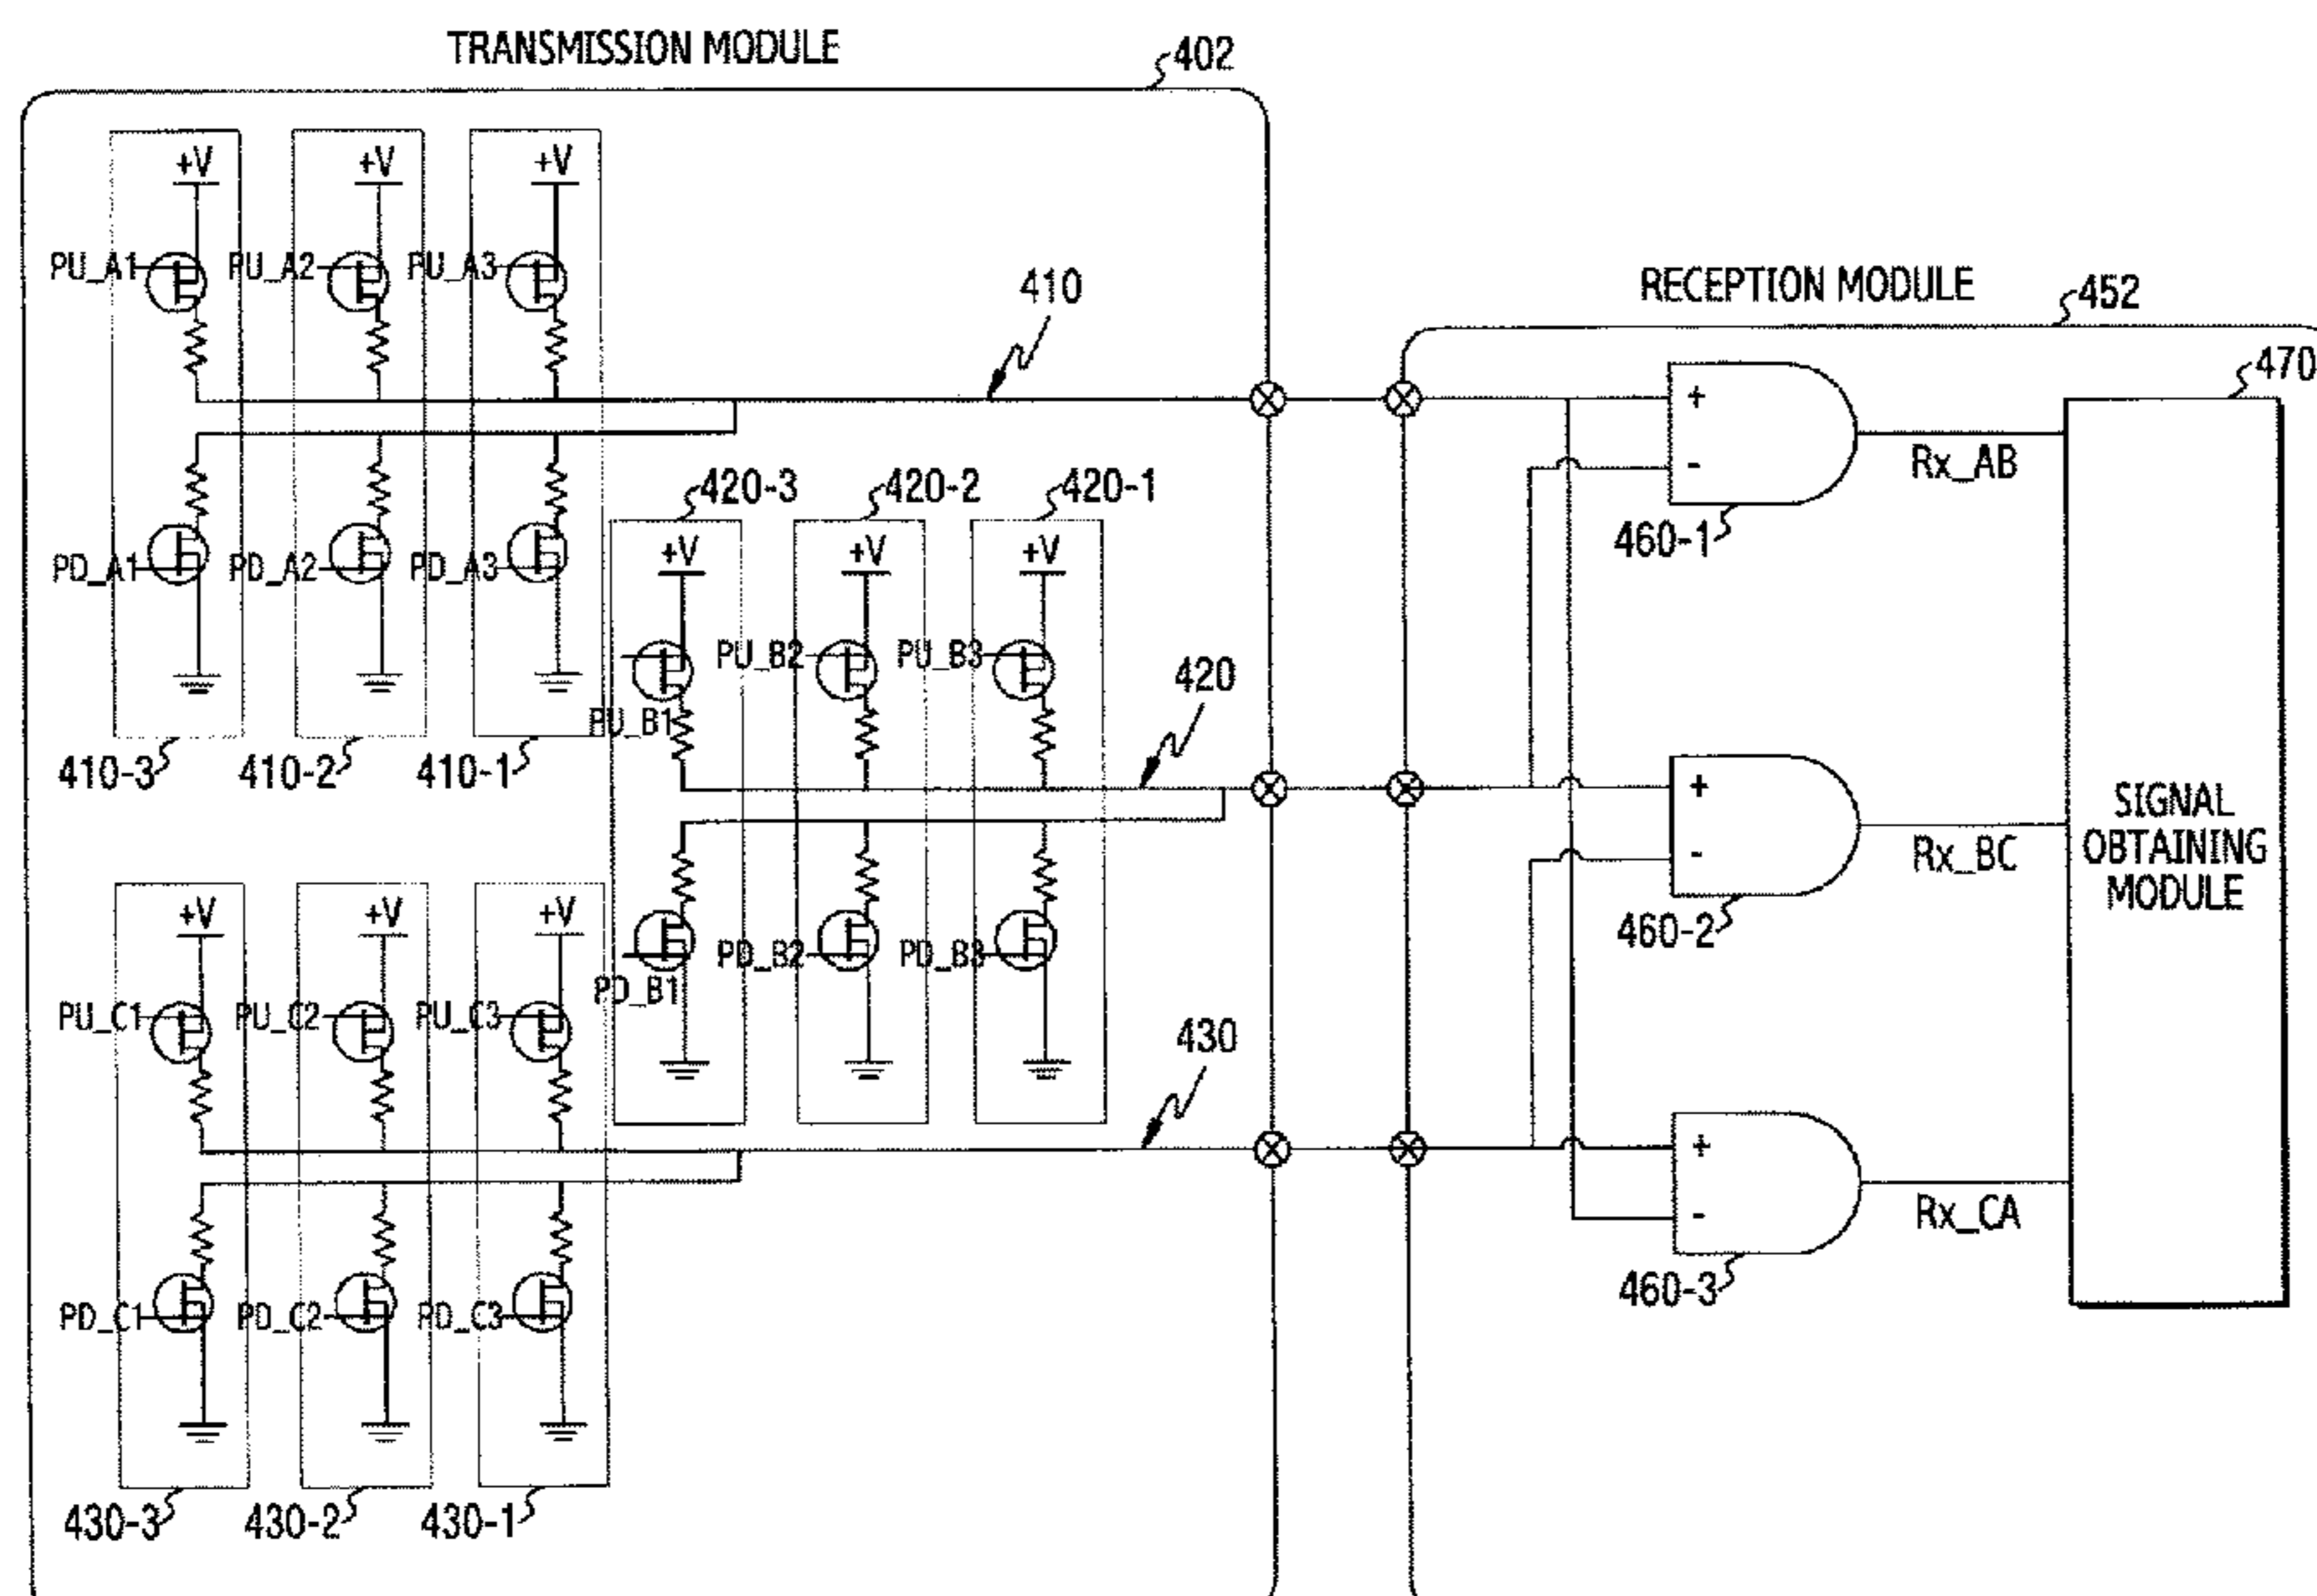 TRANSMISSION MODULE
402
+V +V +V
PU_A1 PU_A2 PU_A3
410
RECEPTION MODULE
452
470
+
-
Rx_AB
460-1
420-3 420-2 420-1
PD_A1 PD_A2 PD_A3
+V +V +V
PU_B1 PU_B2 PU_B3
420
410-3 410-2 410-1
+
-
Rx_BC
460-2
SIGNAL
OBTAINING
MODULE
+V +V +V
PD_B1 PD_B2 PD_B3
PU_C1 PU_C2 PU_C3
430
+
-
Rx_CA
460-3
PD_C1 PD_C2 PD_C3
430-3 430-2 430-1